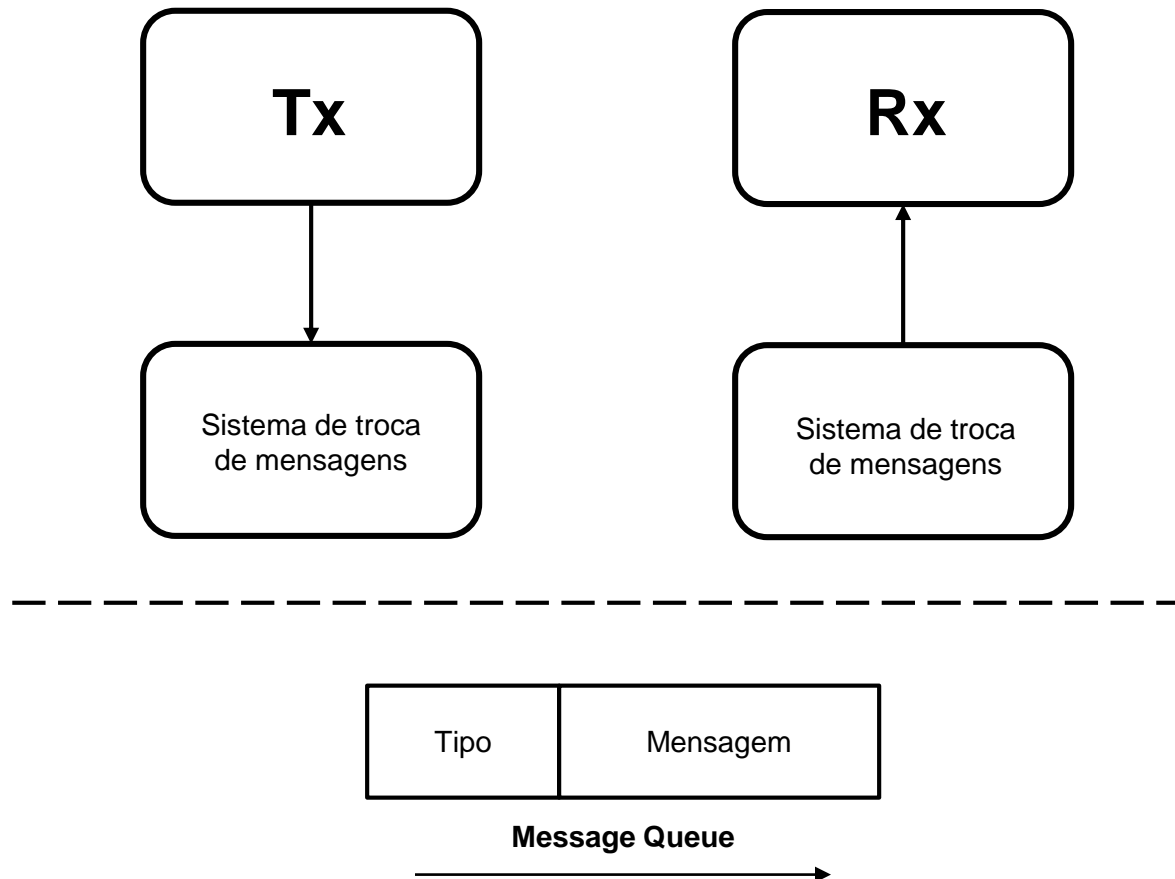 Tx
Rx
Sistema de troca
de mensagens
Sistema de troca
de mensagens
Tipo
Mensagem
Message Queue